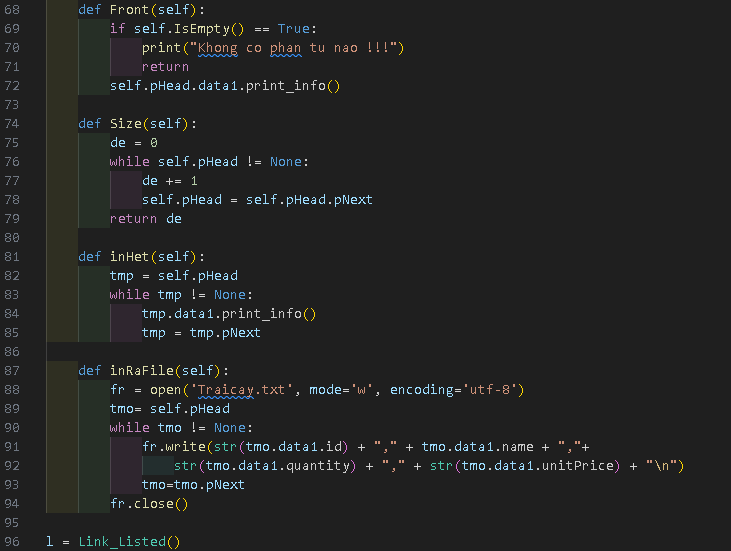 68 def Front(self):
69 if self.IsEmpty() == True:
70 print("Khong co phan tu nao !!!")
71 return
72 self.pHead.data1.print_info()
73
74 def Size(self):
75 de = 0
76 while self.pHead != None:
77 de += 1
78 self.pHead = self.pHead.pNext
79 return de
80
81 def inHet(self):
82 tmp = self.pHead
83 while tmp != None:
84 tmp.data1.print_info()
85 tmp = tmp.pNext
86
87 def inRaFile(self):
88 fr = open('Traicay.txt', mode='w', encoding='utf-8')
89 tmo= self.pHead
90 while tmo != None:
91 fr.write(str(tmo.data1.id) + "," + tmo.data1.name + ","+
92 str(tmo.data1.quantity) + "," + str(tmo.data1.unitPrice) + "\n")
93 tmo=tmo.pNext
94 fr.close()
95
96 l = Link_Listed()